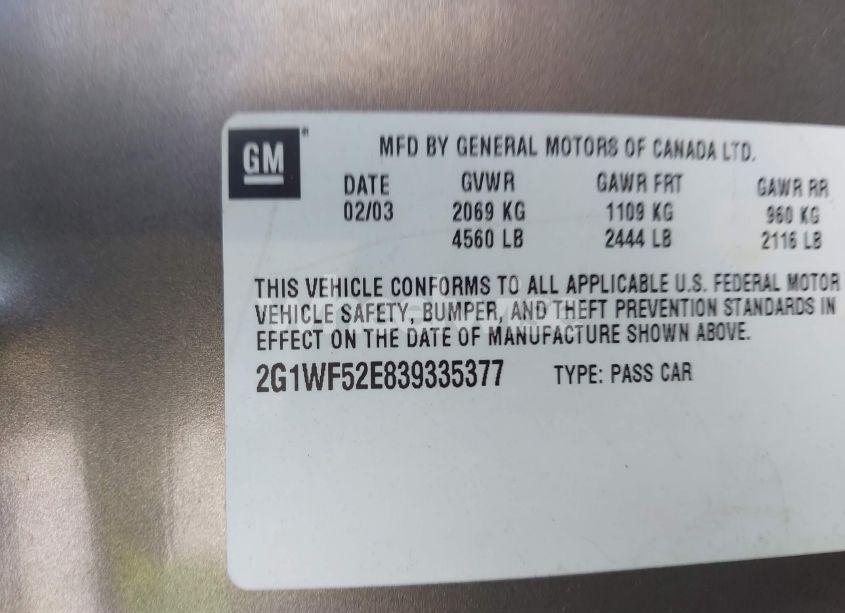 GM
MFD BY GENERAL MOTORS OF CANADA LTD.
DATE GVWR GAWR FRT GAWR RR
02/03 2069 KG 1109 KG 960 KG
4560 LB 2444 LB 2116 LB
THIS VEHICLE CONFORMS TO ALL APPLICABLE U.S. FEDERAL MOTOR
VEHICLE SAFETY, BUMPER, AND THEFT PREVENTION STANDARDS IN
EFFECT ON THE DATE OF MANUFACTURE SHOWN ABOVE.
2G1WF52E839335377 TYPE: PASS CAR